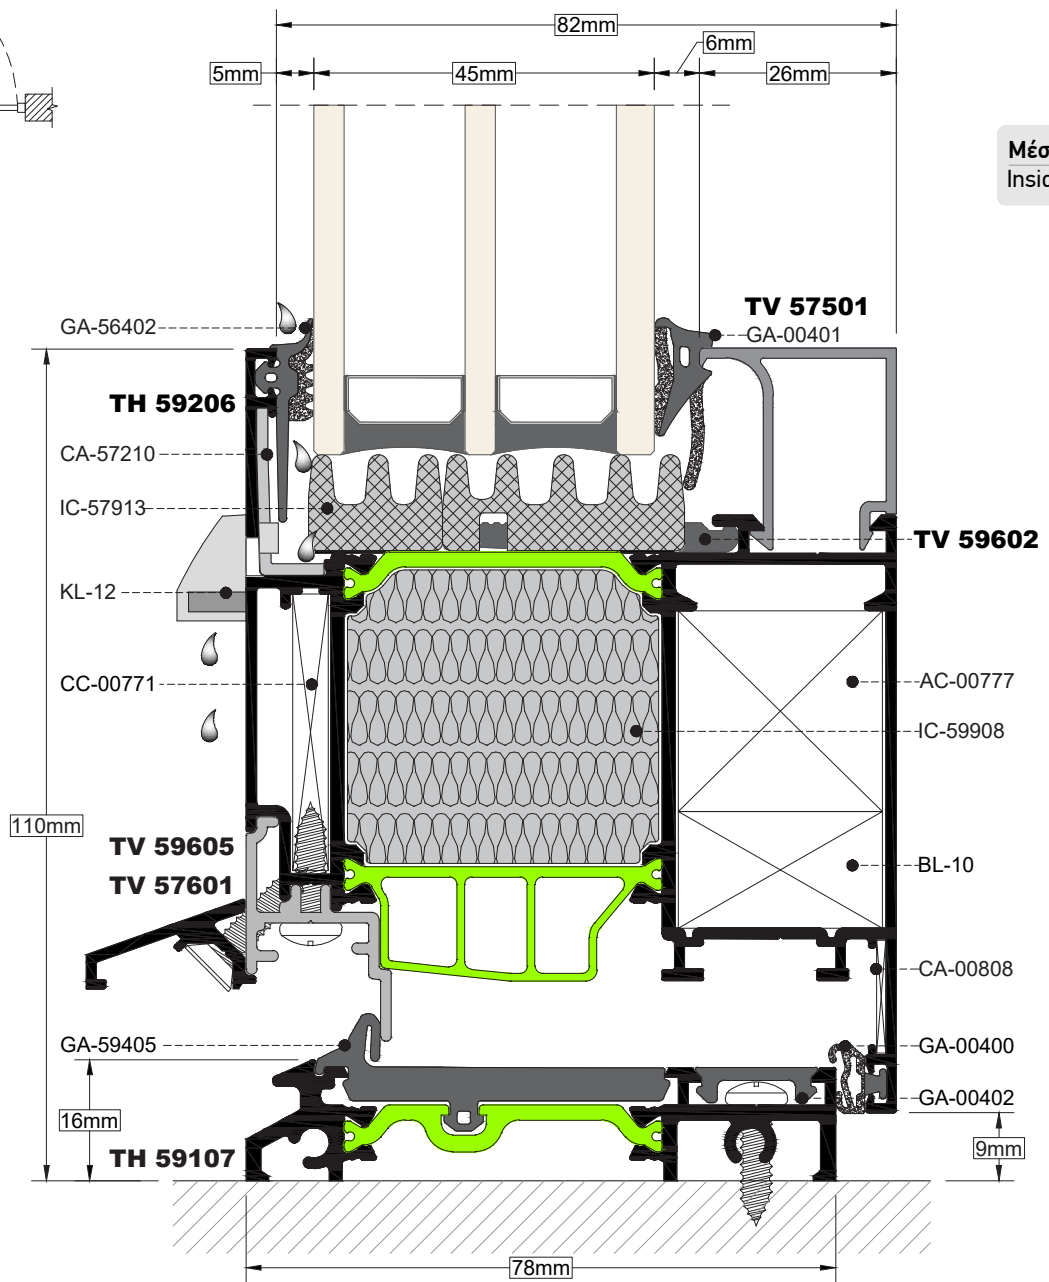 82mm
6mm
5mm
45mm
26mm
Μέσ
Insid
TV 57501
GA-56402
GA-00401
TH 59206
CA-57210
IC-57913
TV 59602
KL-12
CC-00771
AC-00777
IC-59908
110mm
TV 59605
TV 57601
BL-10
CA-00808
GA-59405
GA-00400
GA-00402
16mm
TH 59107
9mm
78mm